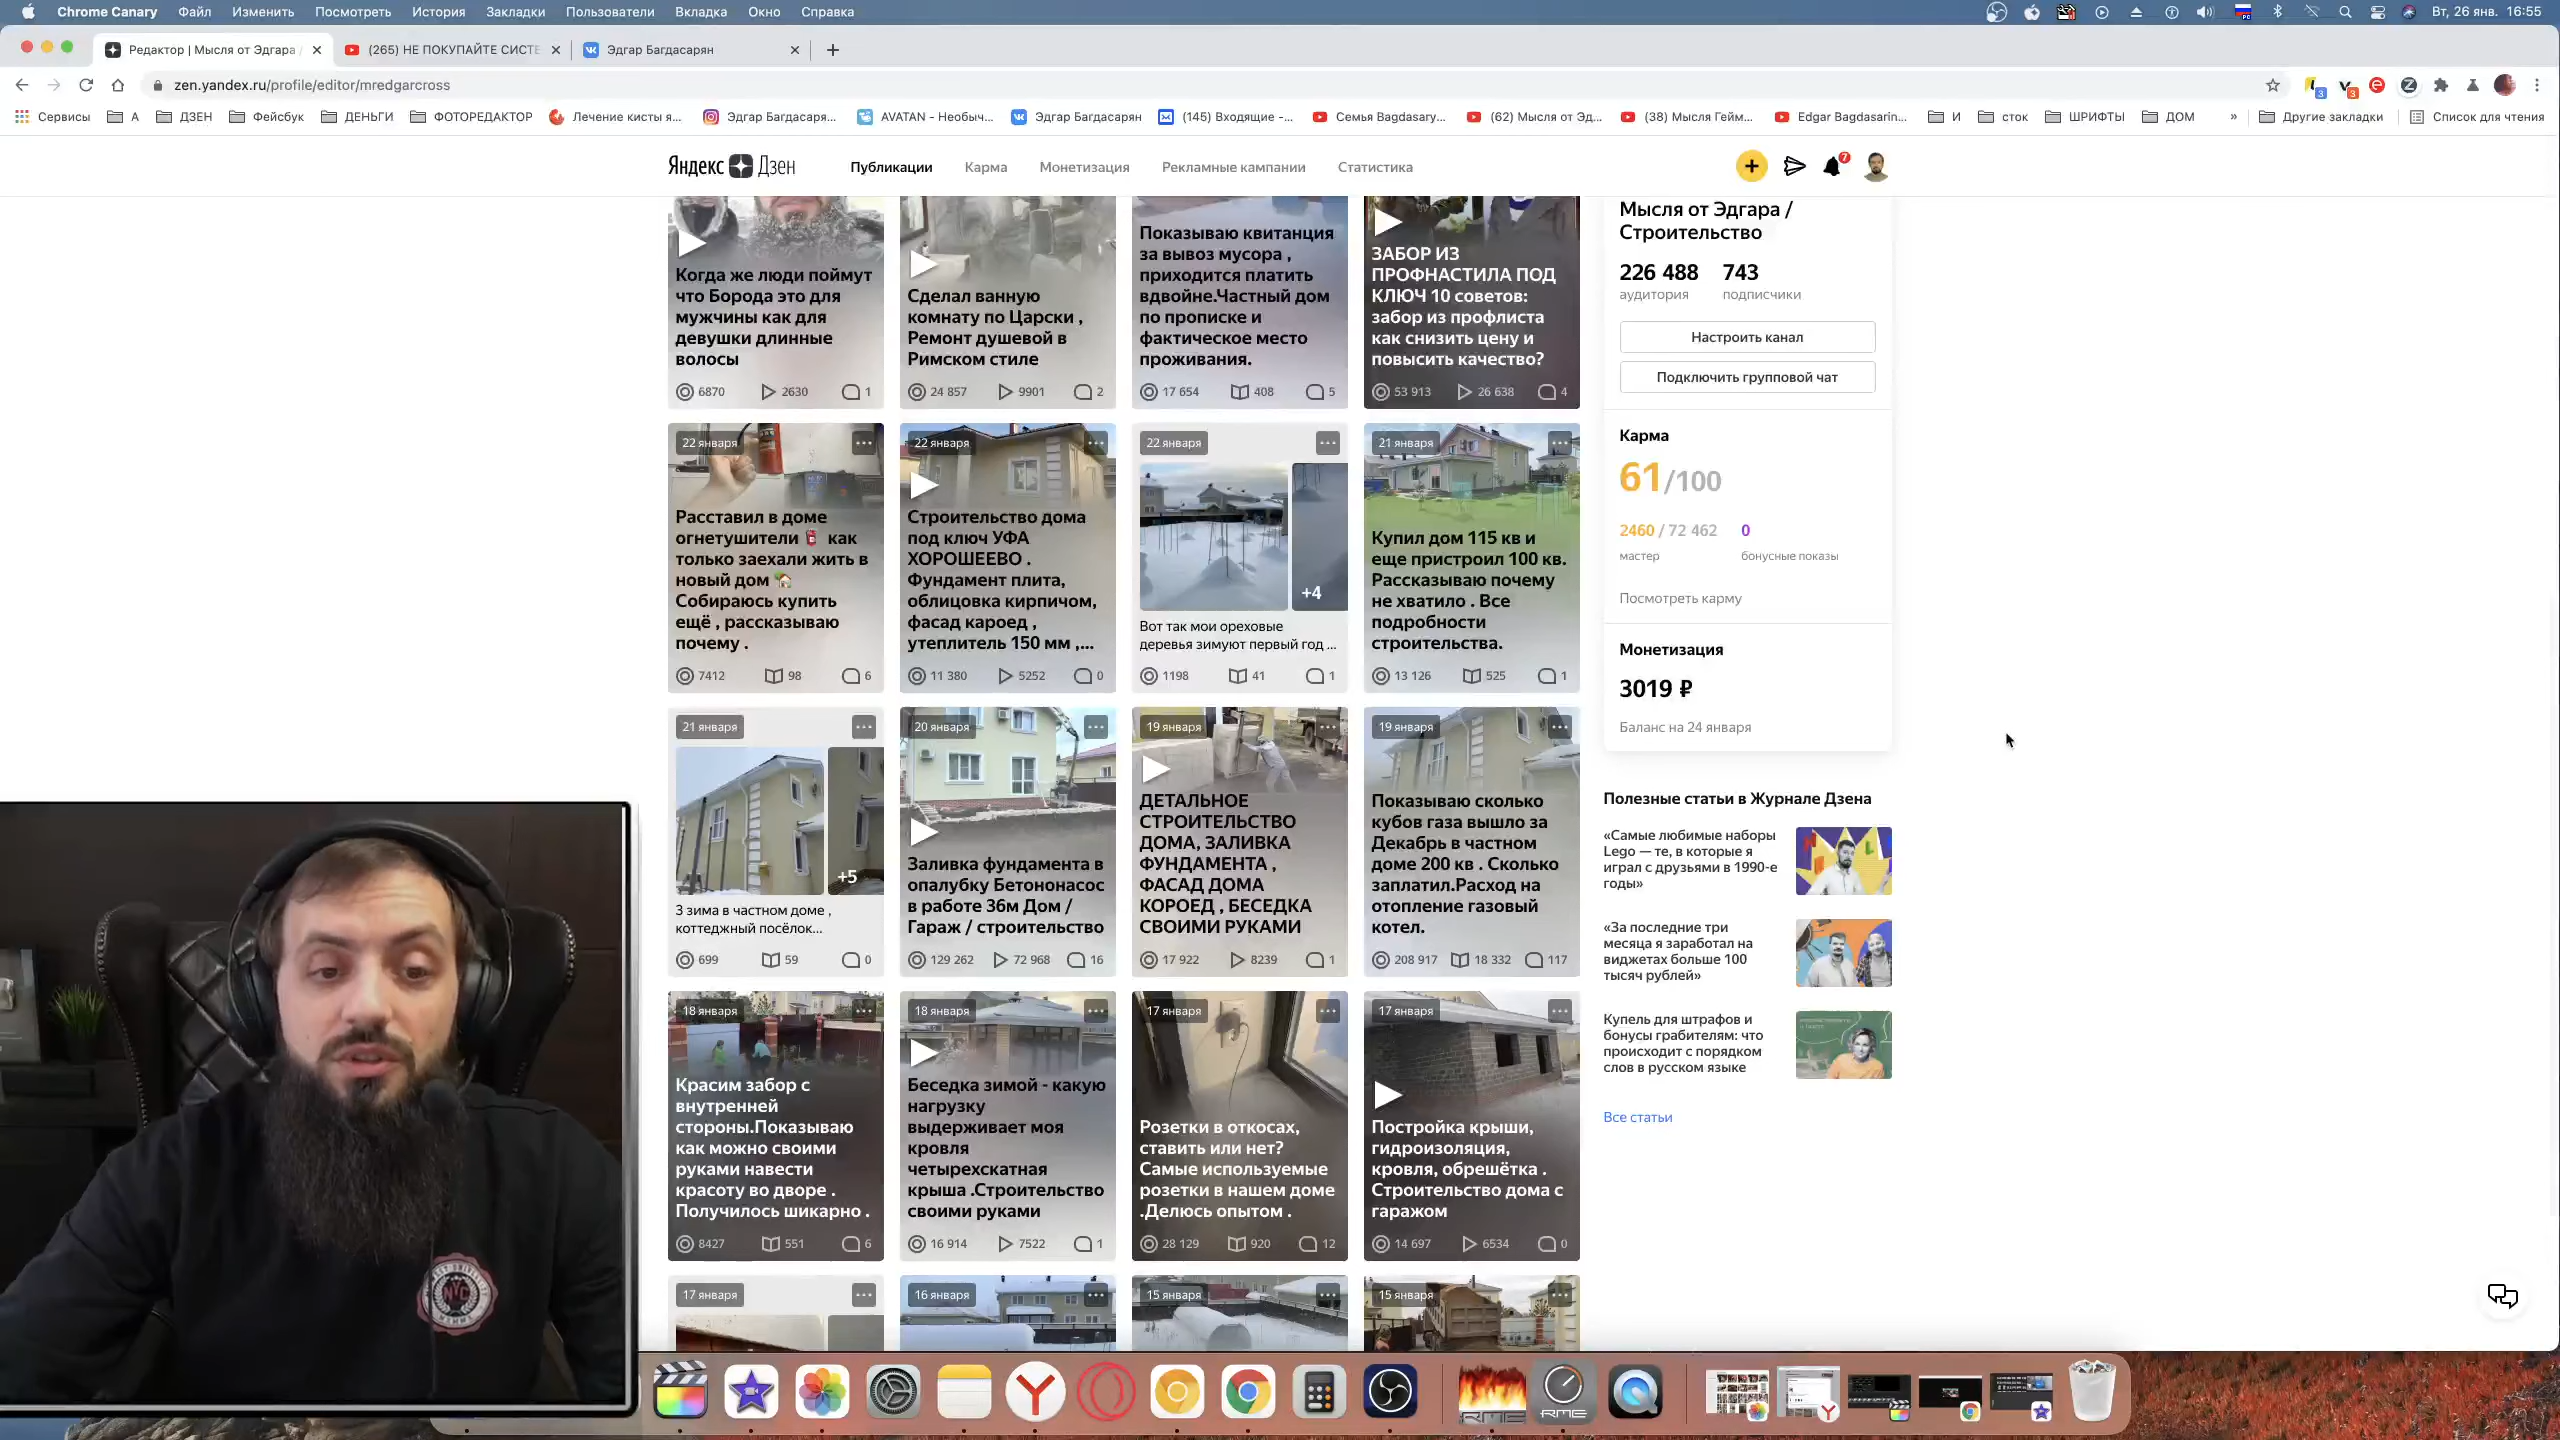 Chrome Canary Файл Изменить Посмотреть История Закладки Пользователи Вкладка Окно Справка Вт, 26 янв. 16:55
Редактор | Мысля от Эдгара / (265) НЕ ПОКУПАЙТЕ СИСТЕ Эдгар Багдасарян
zen.yandex.ru/profile/editor/mredgarcross
Сервисы А ДЗЕН Фейсбук ДЕНЬГИ ФОТОРЕДАКТОР Лечение кисты я... Эдгар Багдасаря... AVATAN - Необыч... Эдгар Багдасарян (145) Входящие -... Семья Bagdasary... (62) Мысля от Эд... (38) Мысля Гейм... Edgar Bagdasarin... И сток ШРИФТЫ ДОМ » Другие закладки Список для чтения
Яндекс Дзен Публикации Карма Монетизация Рекламные кампании Статистика 7
Когда же люди поймут
что Борода это для
мужчины как для
девушки длинные
волосы
6870 2630 1
Сделал ванную
комнату по Царски ,
Ремонт душевой в
Римском стиле
24 857 9901 2
Показываю квитанция
за вывоз мусора ,
приходится платить
вдвойне.Частный дом
по прописке и
фактическое место
проживания.
17 654 408 5
ЗАБОР ИЗ
ПРОФНАСТИЛА ПОД
КЛЮЧ 10 советов:
забор из профлиста
как снизить цену и
повысить качество?
53 913 26 638 4
22 января
Расставил в доме
огнетушители 🧯 как
только заехали жить в
новый дом 🏡
Собираюсь купить
ещё , рассказываю
почему .
7412 98 6
22 января
Строительство дома
под ключ УФА
ХОРОШЕЕВО .
Фундамент плита,
облицовка кирпичом,
фасад короед ,
утеплитель 150 мм ,...
11 380 5252 0
22 января
+4
Вот так мои ореховые
деревья зимуют первый год ...
1198 41 1
21 января
Купил дом 115 кв и
еще пристроил 100 кв.
Рассказываю почему
не хватило . Все
подробности
строительства.
13 126 525 1
21 января
+5
3 зима в частном доме ,
коттеджный посёлок...
699 59 0
20 января
Заливка фундамента в
опалубку Бетононасос
в работе 36м Дом /
Гараж / строительство
129 262 72 968 16
19 января
ДЕТАЛЬНОЕ
СТРОИТЕЛЬСТВО
ДОМА, ЗАЛИВКА
ФУНДАМЕНТА ,
ФАСАД ДОМА
КОРОЕД , БЕСЕДКА
СВОИМИ РУКАМИ
17 922 8239 1
19 января
Показываю сколько
кубов газа вышло за
Декабрь в частном
доме 200 кв . Сколько
заплатил.Расход на
отопление газовый
котел.
208 917 18 332 117
18 января
Красим забор с
внутренней
стороны.Показываю
как можно своими
руками навести
красоту во дворе .
Получилось шикарно .
8427 551 6
18 января
Беседка зимой - какую
нагрузку
выдерживает моя
кровля
четырехскатная
крыша .Строительство
своими руками
16 914 7522 1
17 января
Розетки в откосах,
ставить или нет?
Самые используемые
розетки в нашем доме
.Делюсь опытом .
28 129 920 12
17 января
Постройка крыши,
гидроизоляция,
кровля, обрешётка .
Строительство дома с
гаражом
14 697 6534 0
17 января 16 января 15 января 15 января
Мысля от Эдгара /
Строительство
226 488 743
аудитория подписчики
Настроить канал
Подключить групповой чат
Карма
61/100
2460 / 72 462 0
мастер бонусные показы
Посмотреть карму
Монетизация
3019 ₽
Баланс на 24 января
Полезные статьи в Журнале Дзена
«Самые любимые наборы
Lego — те, в которые я
играл с друзьями в 1990-е
годы»
«За последние три
месяца я заработал на
виджетах больше 100
тысяч рублей»
Купель для штрафов и
бонусы грабителям: что
происходит с порядком
слов в русском языке
Все статьи
NYC
RME RME